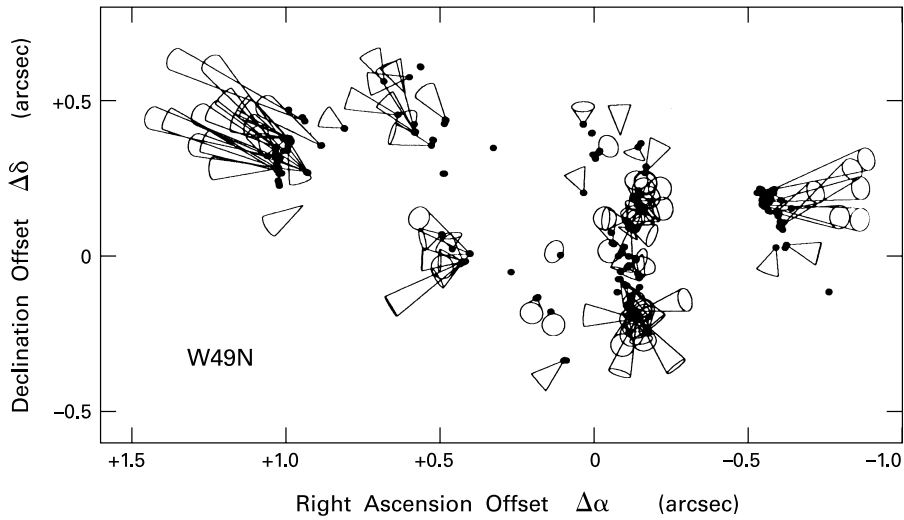 Declination Offset Δδ (arcsec)
+0.5
0
−0.5
W49N
+1.5 +1.0 +0.5 0 −0.5 -1.0
Right Ascension Offset Δα (arcsec)